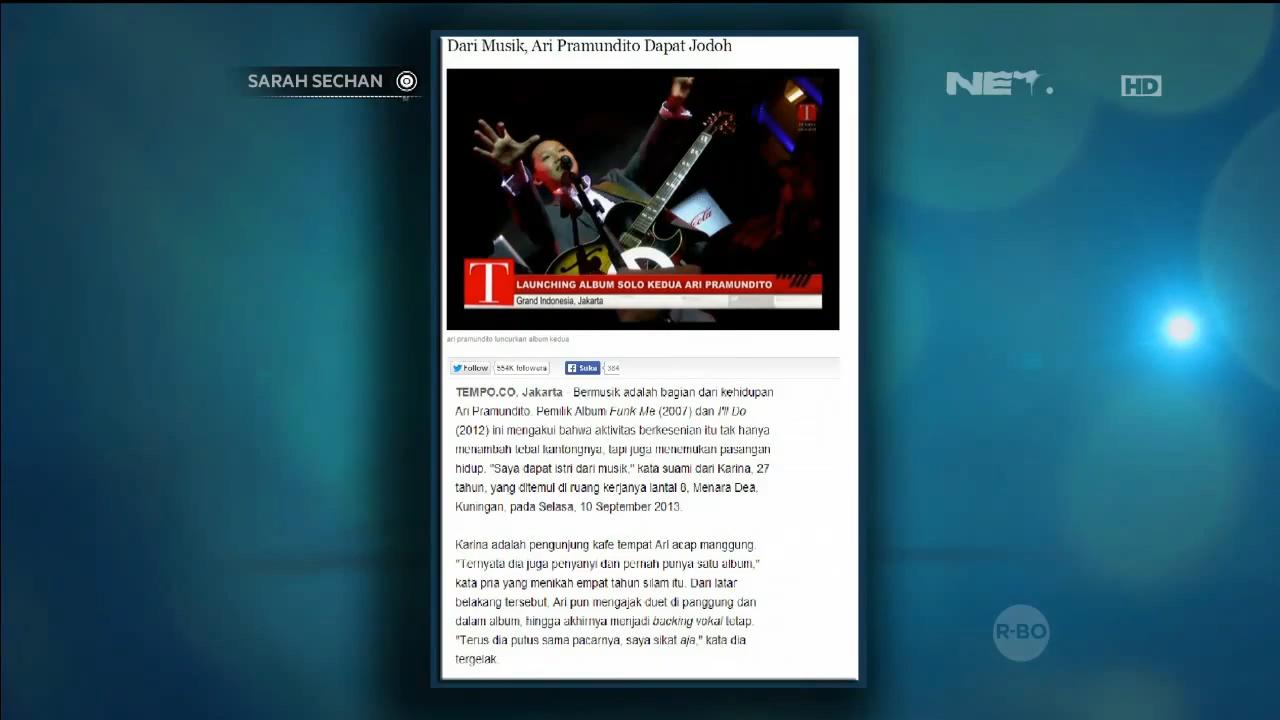 Dari Musik, Ari Pramundito Dapat Jodoh
SARAH SECHAN
NET.
HD
T
LAUNCHING ALBUM SOLO KEDUA ARI PRAMUNDITO
Grand Indonesia, Jakarta
ari pramundito luncurkan album kedua
Follow 554K followers Suka 384
TEMPO.CO, Jakarta - Bermusik adalah bagian dari kehidupan
Ari Pramundito. Pemilik Album Funk Me (2007) dan I'll Do
(2012) ini mengakui bahwa aktivitas berkesenian itu tak hanya
menambah tebal kantongnya, tapi juga menemukan pasangan
hidup. "Saya dapat istri dari musik," kata suami dari Karina, 27
tahun, yang ditemui di ruang kerjanya lantai 8, Menara Dea,
Kuningan, pada Selasa, 10 September 2013.
Karina adalah pengunjung kafe tempat Ari acap manggung.
"Ternyata dia juga penyanyi dan pernah punya satu album,"
kata pria yang menikah empat tahun silam itu. Dari latar
belakang tersebut, Ari pun mengajak duet di panggung dan
dalam album, hingga akhirnya menjadi backing vokal tetap.
"Terus dia putus sama pacarnya, saya sikat aja," kata dia
tergelak.
R-BO